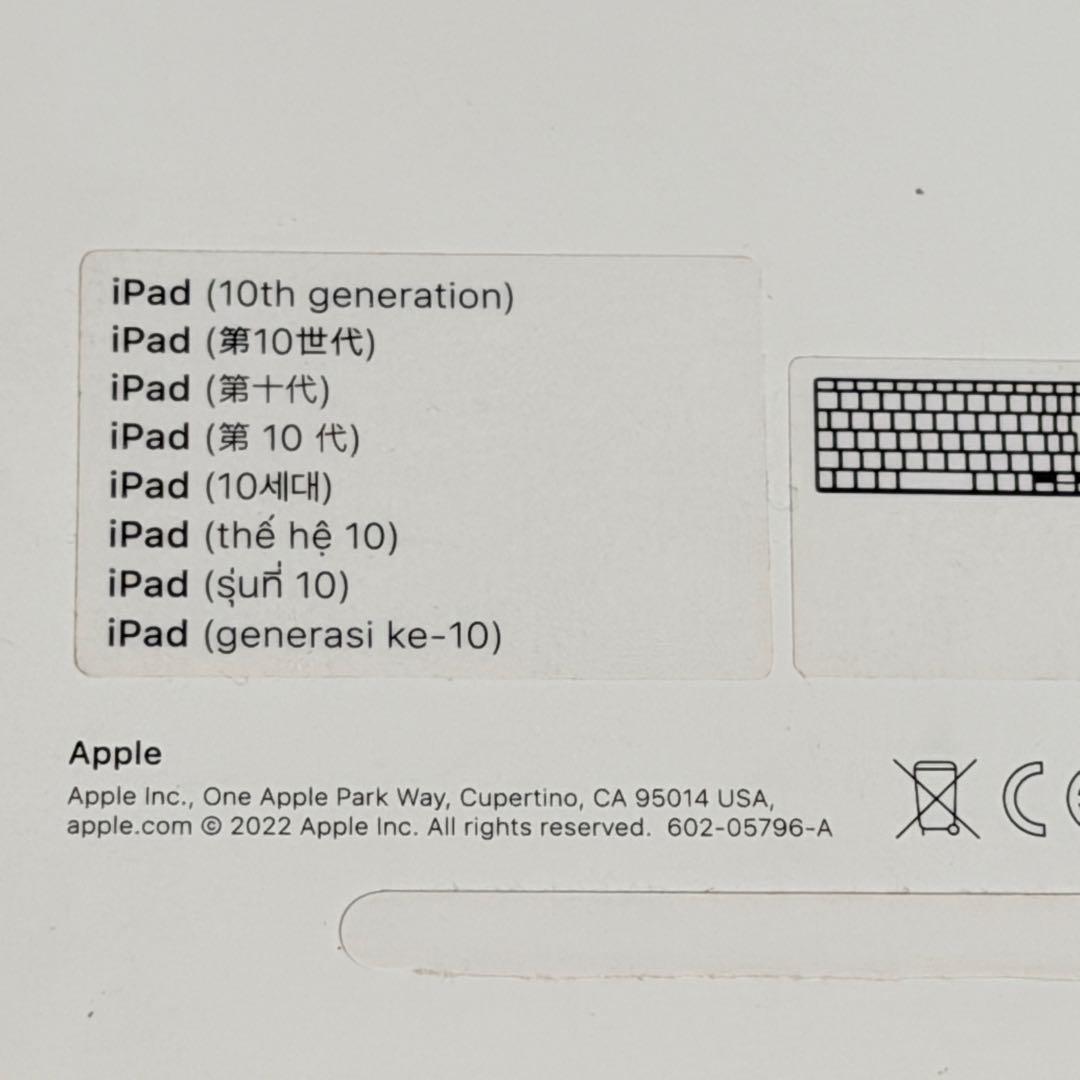 iPad (10th generation)
iPad (第10世代)
iPad (第十代)
iPad (第 10 代)
iPad (10세대)
iPad (thế hệ 10)
iPad (รุ่นที่ 10)
iPad (generasi ke-10)
Apple
Apple Inc., One Apple Park Way, Cupertino, CA 95014 USA,
apple.com © 2022 Apple Inc. All rights reserved. 602-05796-A